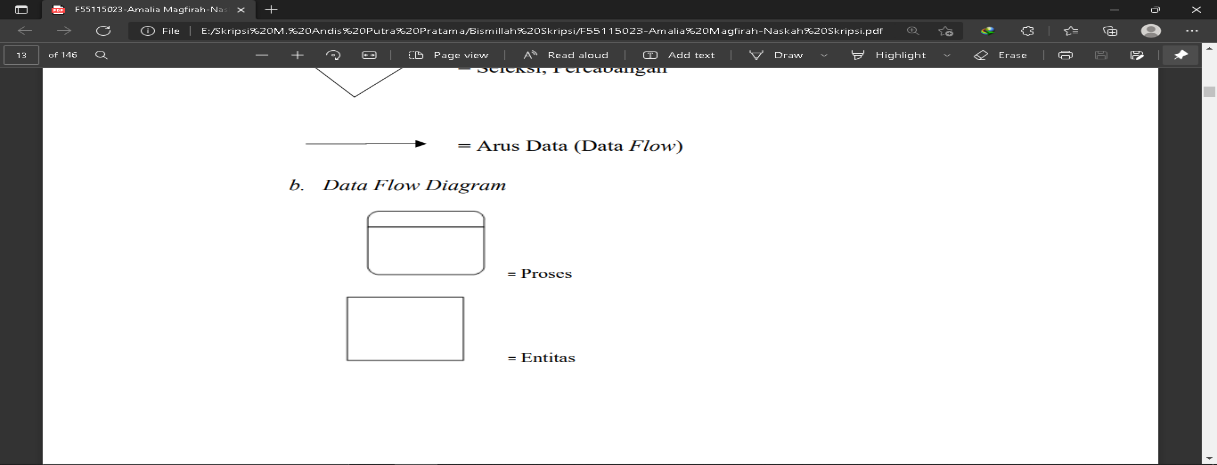 F55115023-Amalia Magfirah-Nas
File
E:/Skripsi%20M.%20Andis%20Putra%20Pratama/Bismillah%20Skripsi/F55115023-Amalia%20Magfirah-Naskah%20Skripsi.pdf
13 of 146
Page view
Read aloud
Add text
Draw
Highlight
Erase
= Seleksi, Percabangan
= Arus Data (Data Flow)
b. Data Flow Diagram
= Proses
= Entitas